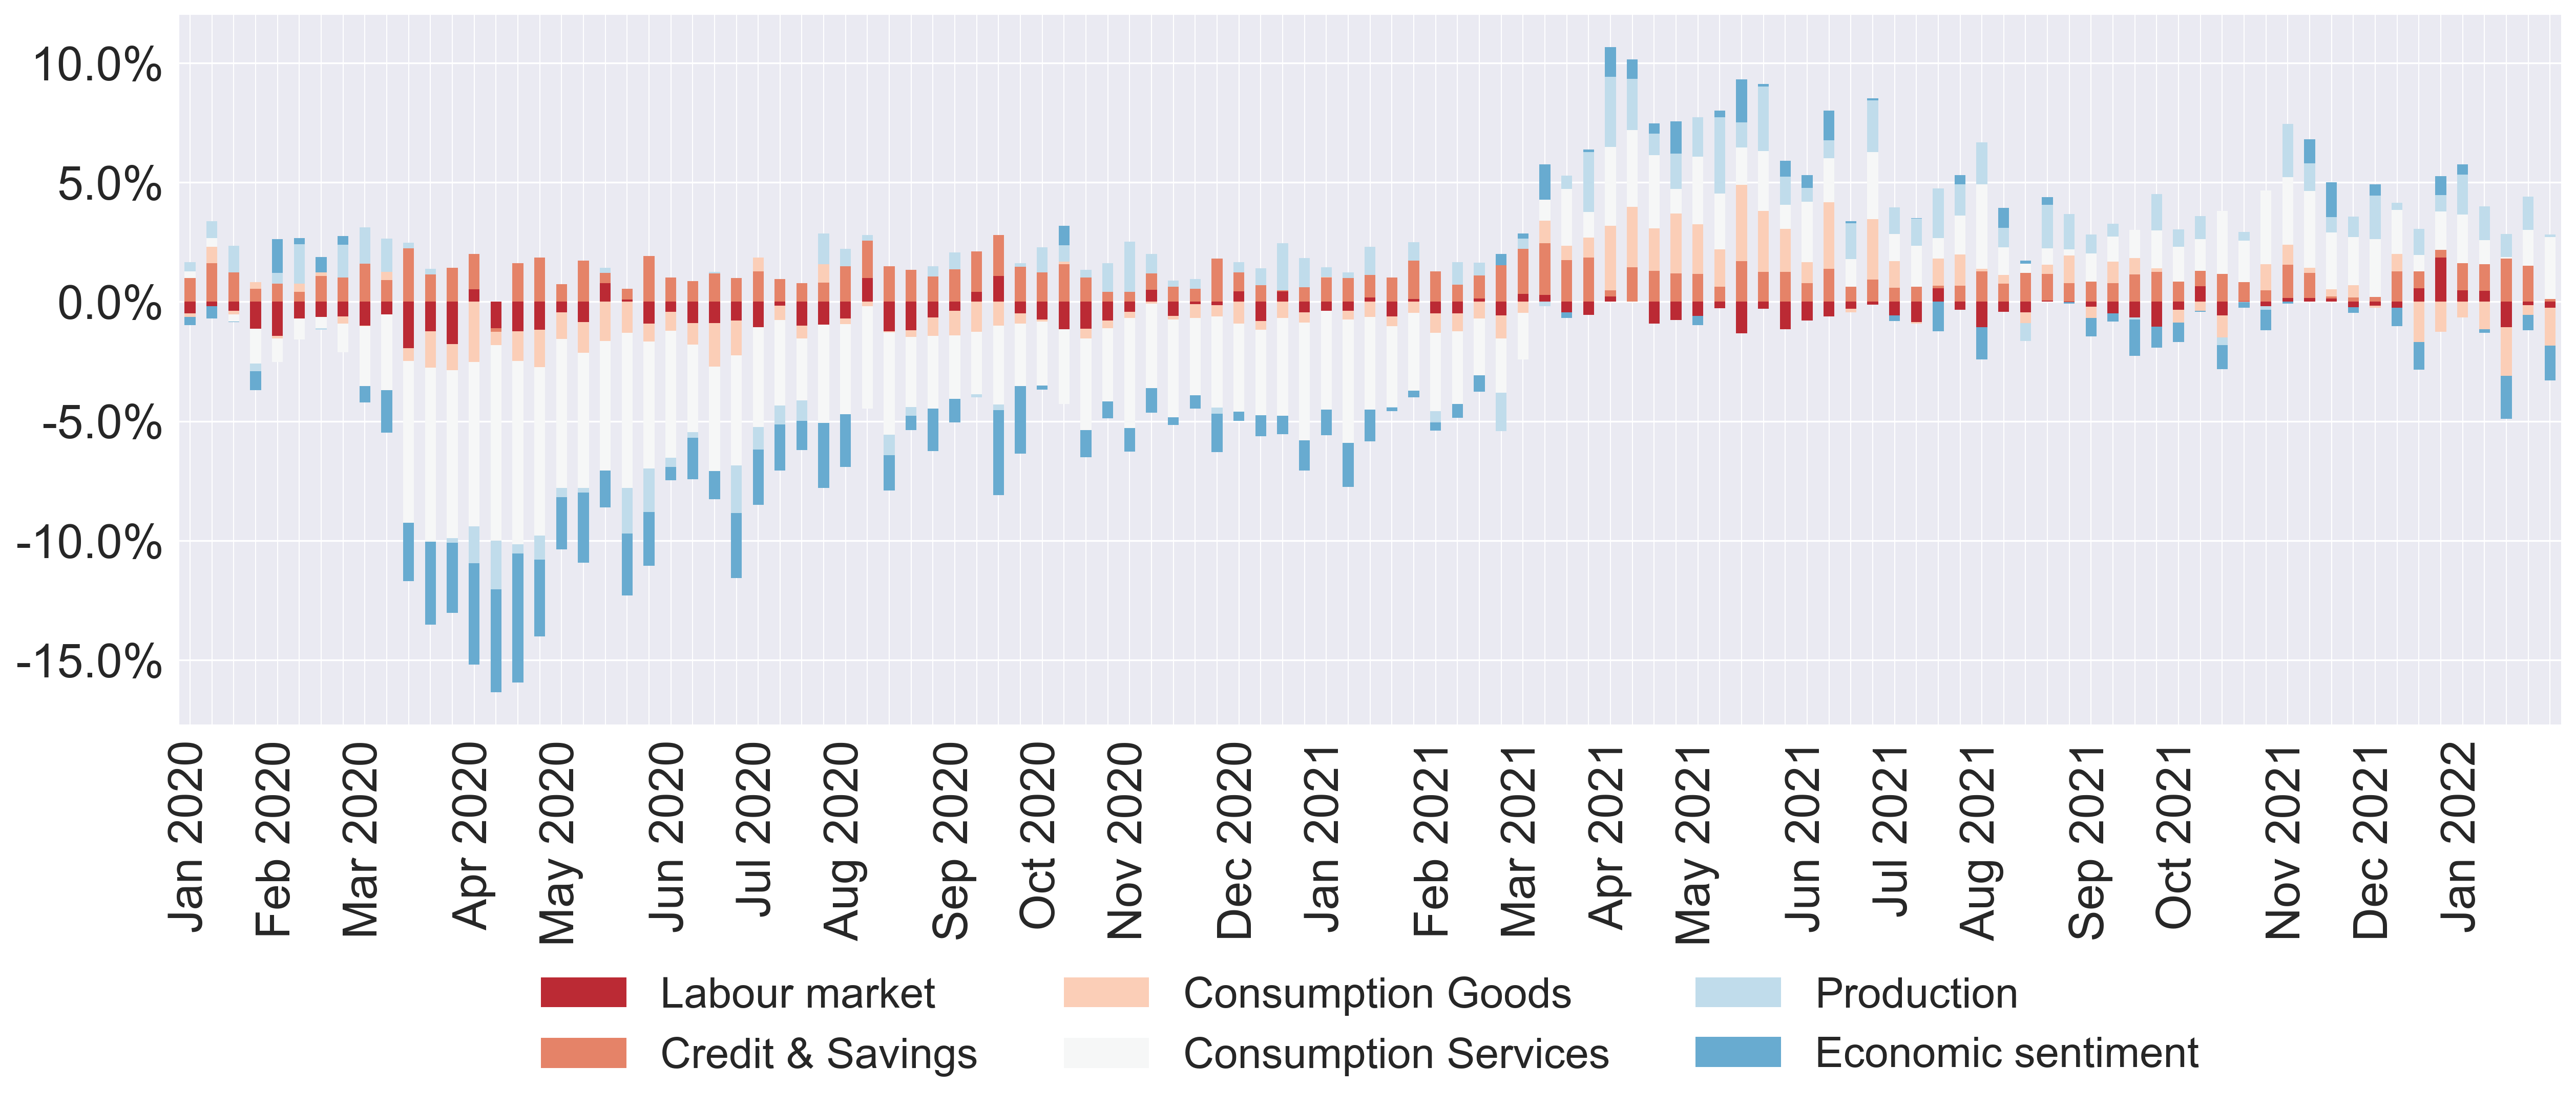 10.0%
5.0%
0.0%
-5.0%
-10.0%
-15.0%
Jan 2020
Feb 2020
Mar 2020
Apr 2020
May 2020
Jun 2020
Jul 2020
Aug 2020
Sep 2020
Oct 2020
Nov 2020
Dec 2020
Jan 2021
Feb 2021
Mar 2021
Apr 2021
May 2021
Jun 2021
Jul 2021
Aug 2021
Sep 2021
Oct 2021
Nov 2021
Dec 2021
Jan 2022
Labour market
Consumption Goods
Production
Credit & Savings
Consumption Services
Economic sentiment